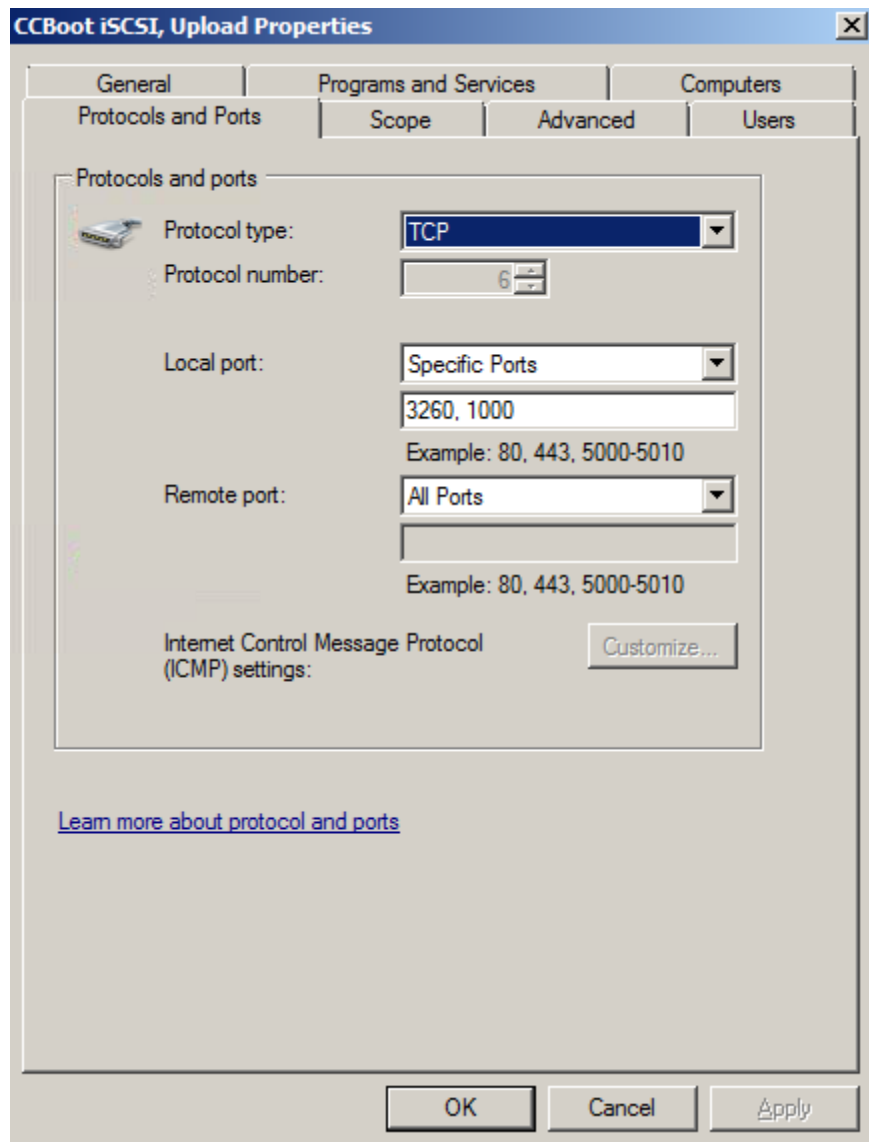 CCBoot iSCSI, Upload Properties
General
Programs and Services
Computers
Protocols and Ports
Scope
Advanced
Users
Protocols and ports
Protocol type:
TCP
Protocol number:
6
Local port:
Specific Ports
3260, 1000
Example: 80, 443, 5000-5010
Remote port:
All Ports
Example: 80, 443, 5000-5010
Internet Control Message Protocol
(ICMP) settings:
Customize...
Learn more about protocol and ports
OK
Cancel
Apply